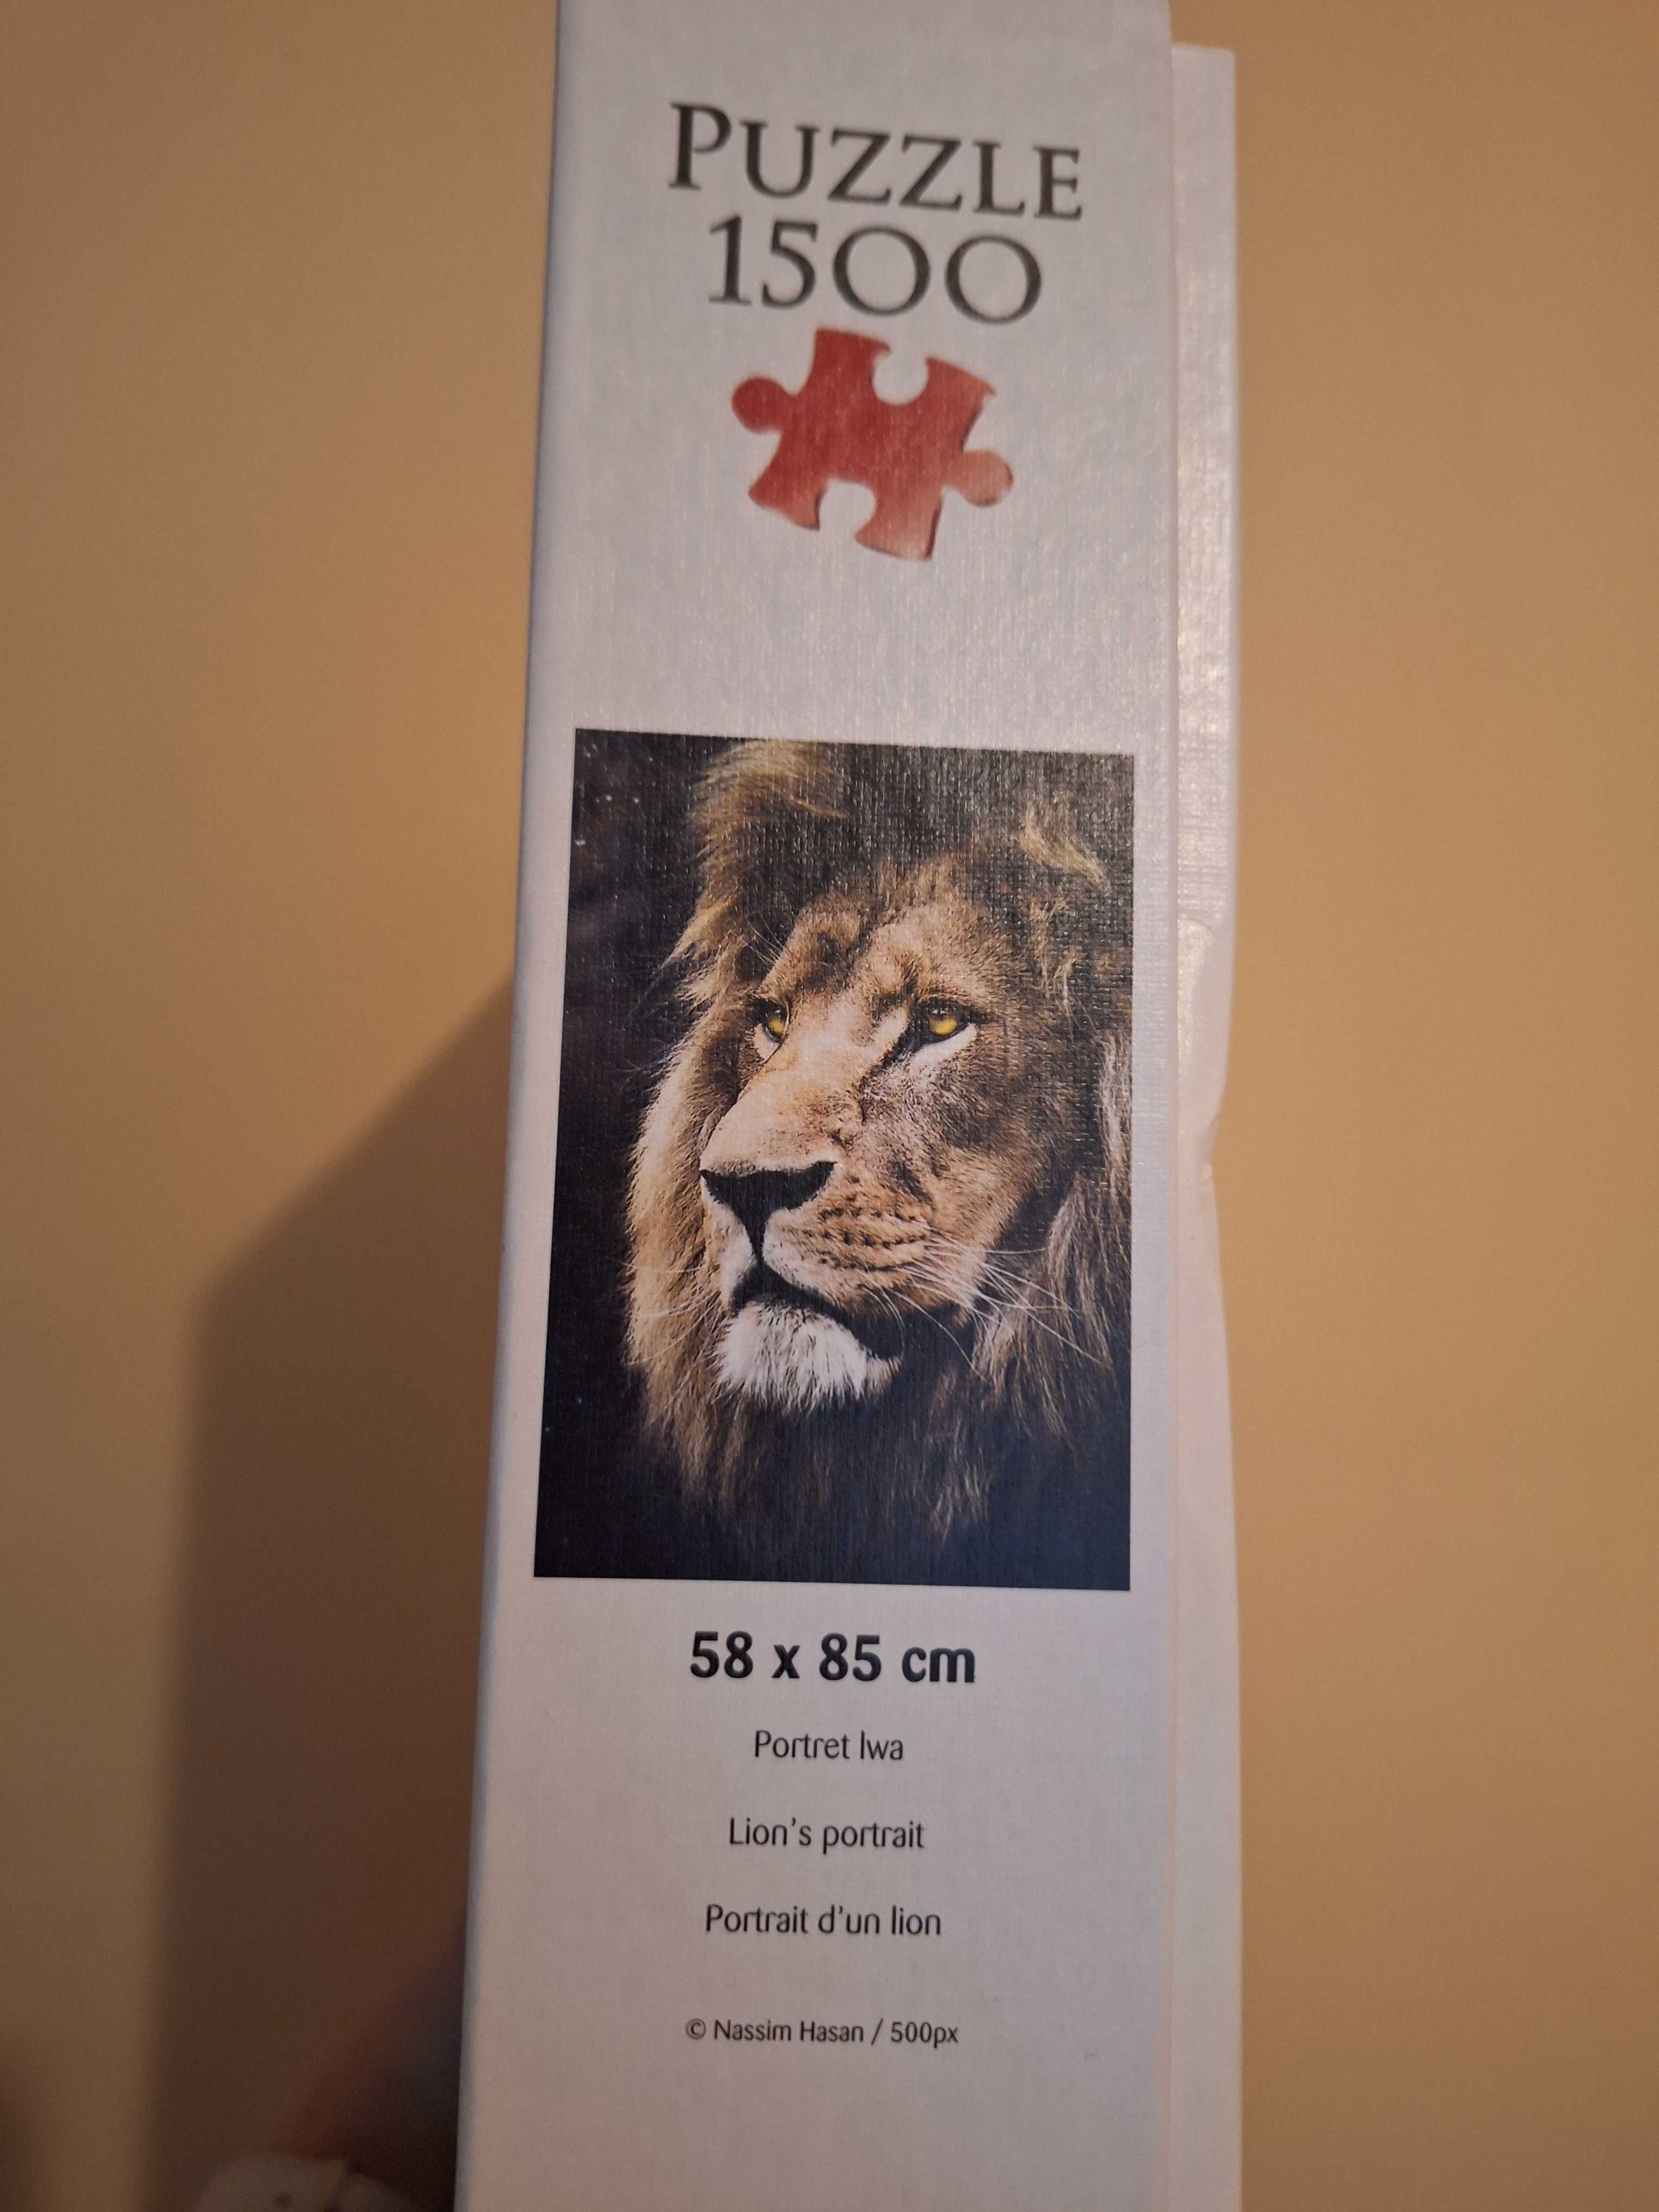 PUZZLE
1500
58 x 85 cm
Portret lwa
Lion's portrait
Portrait d'un lion
© Nassim Hasan / 500px